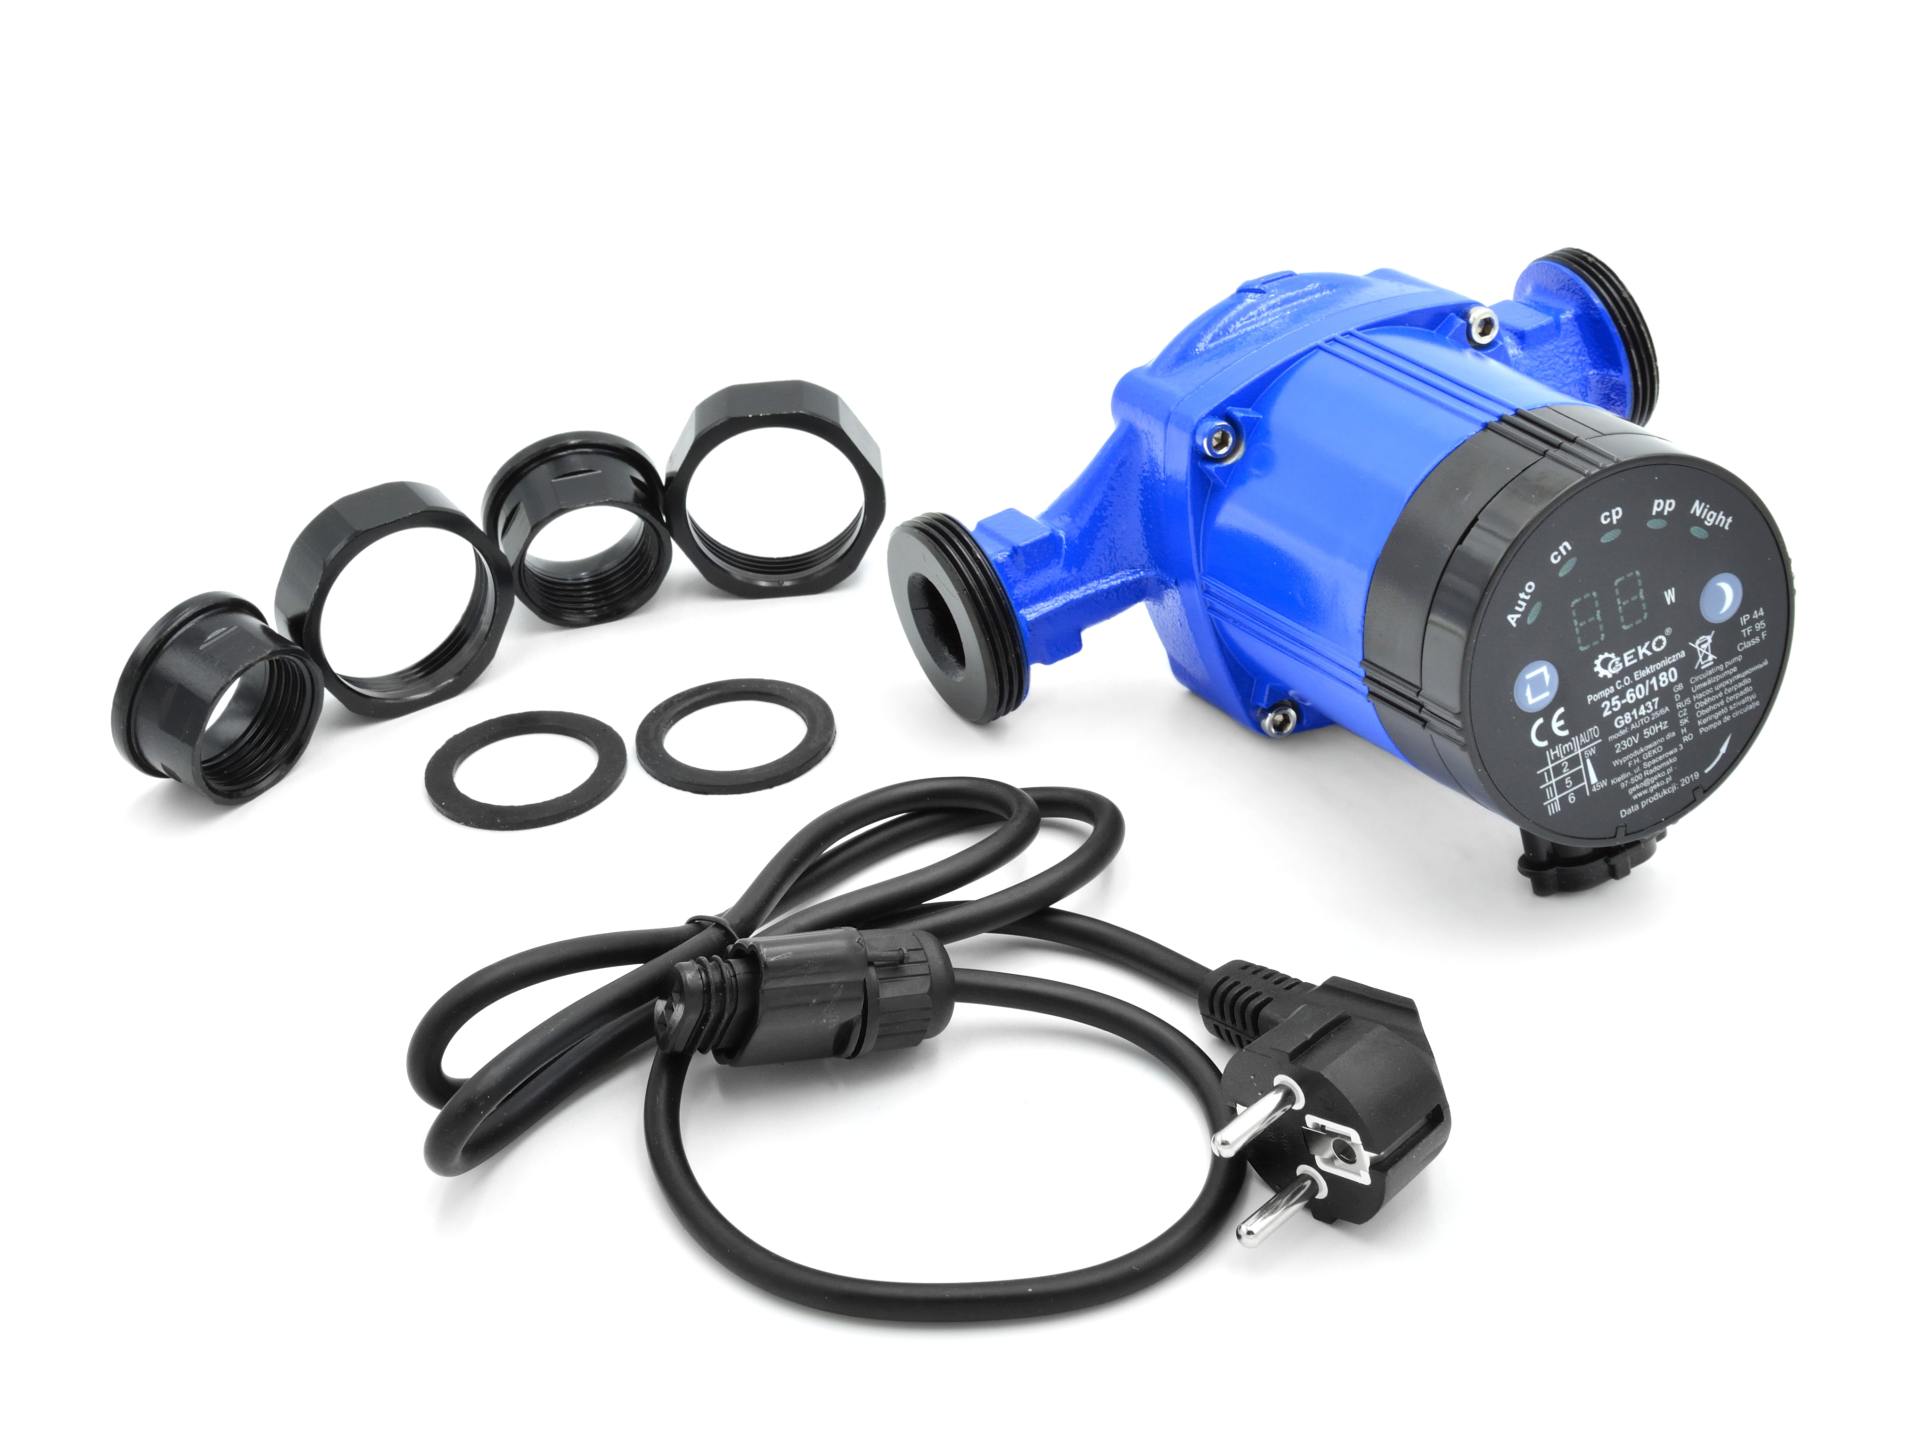 Auto cn cp pp Night
88 W
GEKO®
Pompa C.O. Elektroniczna
25-60/180
G81437
model: AUTO 25/6A
230V 50Hz
Wyprodukowano dla
F.H. GEKO
Kietlin, ul. Spacerowa 3
97-500 Radomsko
geko@geko.pl
www.geko.pl
Data produkcji: 2019
IP 44
TF 95
Class F
GB Circulating pump
D Umwälzpumpe
RUS Насос циркуляционный
CZ Oběhové čerpadlo
SK Obehové čerpadlo
H Keringető szivattyú
RO Pompa de circulatie
CE
H[m] AUTO
I 2 5W
II 5
III 6 45W